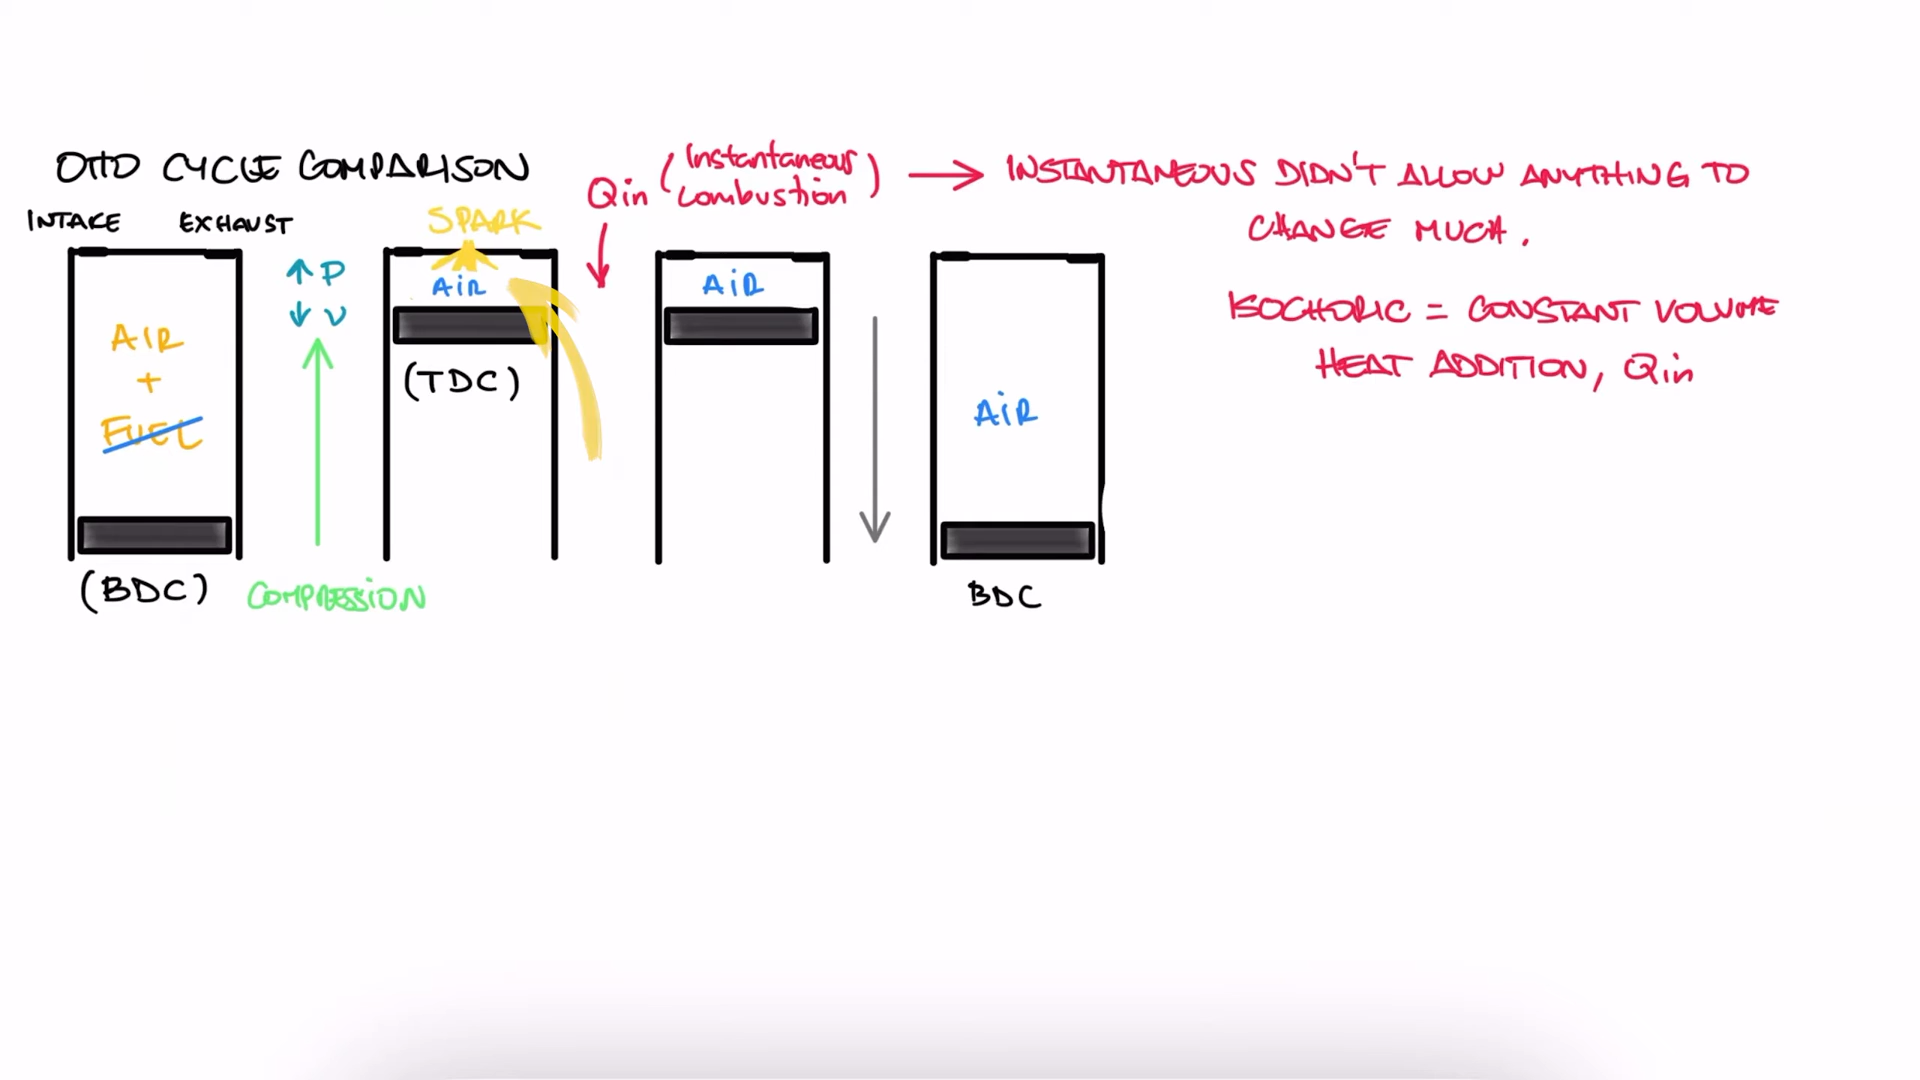 OTTO CYCLE COMPARISON
INTAKE EXHAUST
SPARK
Qin (Instantaneous combustion)
→ INSTANTANEOUS DIDN'T ALLOW ANYTHING TO
CHANGE MUCH.
ISOCHORIC = CONSTANT VOLUME
HEAT ADDITION, Qin
↑ P
↓ v
AIR
+
FUEL
AIR
AIR
AIR
(TDC)
(BDC)
COMPRESSION
BDC